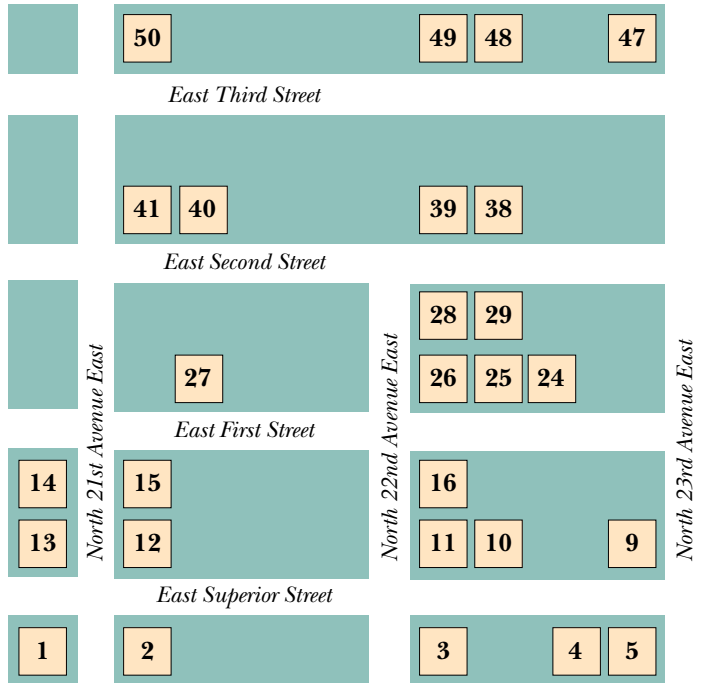 50 49 48 47
East Third Street
41 40 39 38
East Second Street
28 29
27 26 25 24
North 21st Avenue East
North 22nd Avenue East
North 23rd Avenue East
East First Street
14 15 16
13 12 11 10 9
East Superior Street
1 2 3 4 5